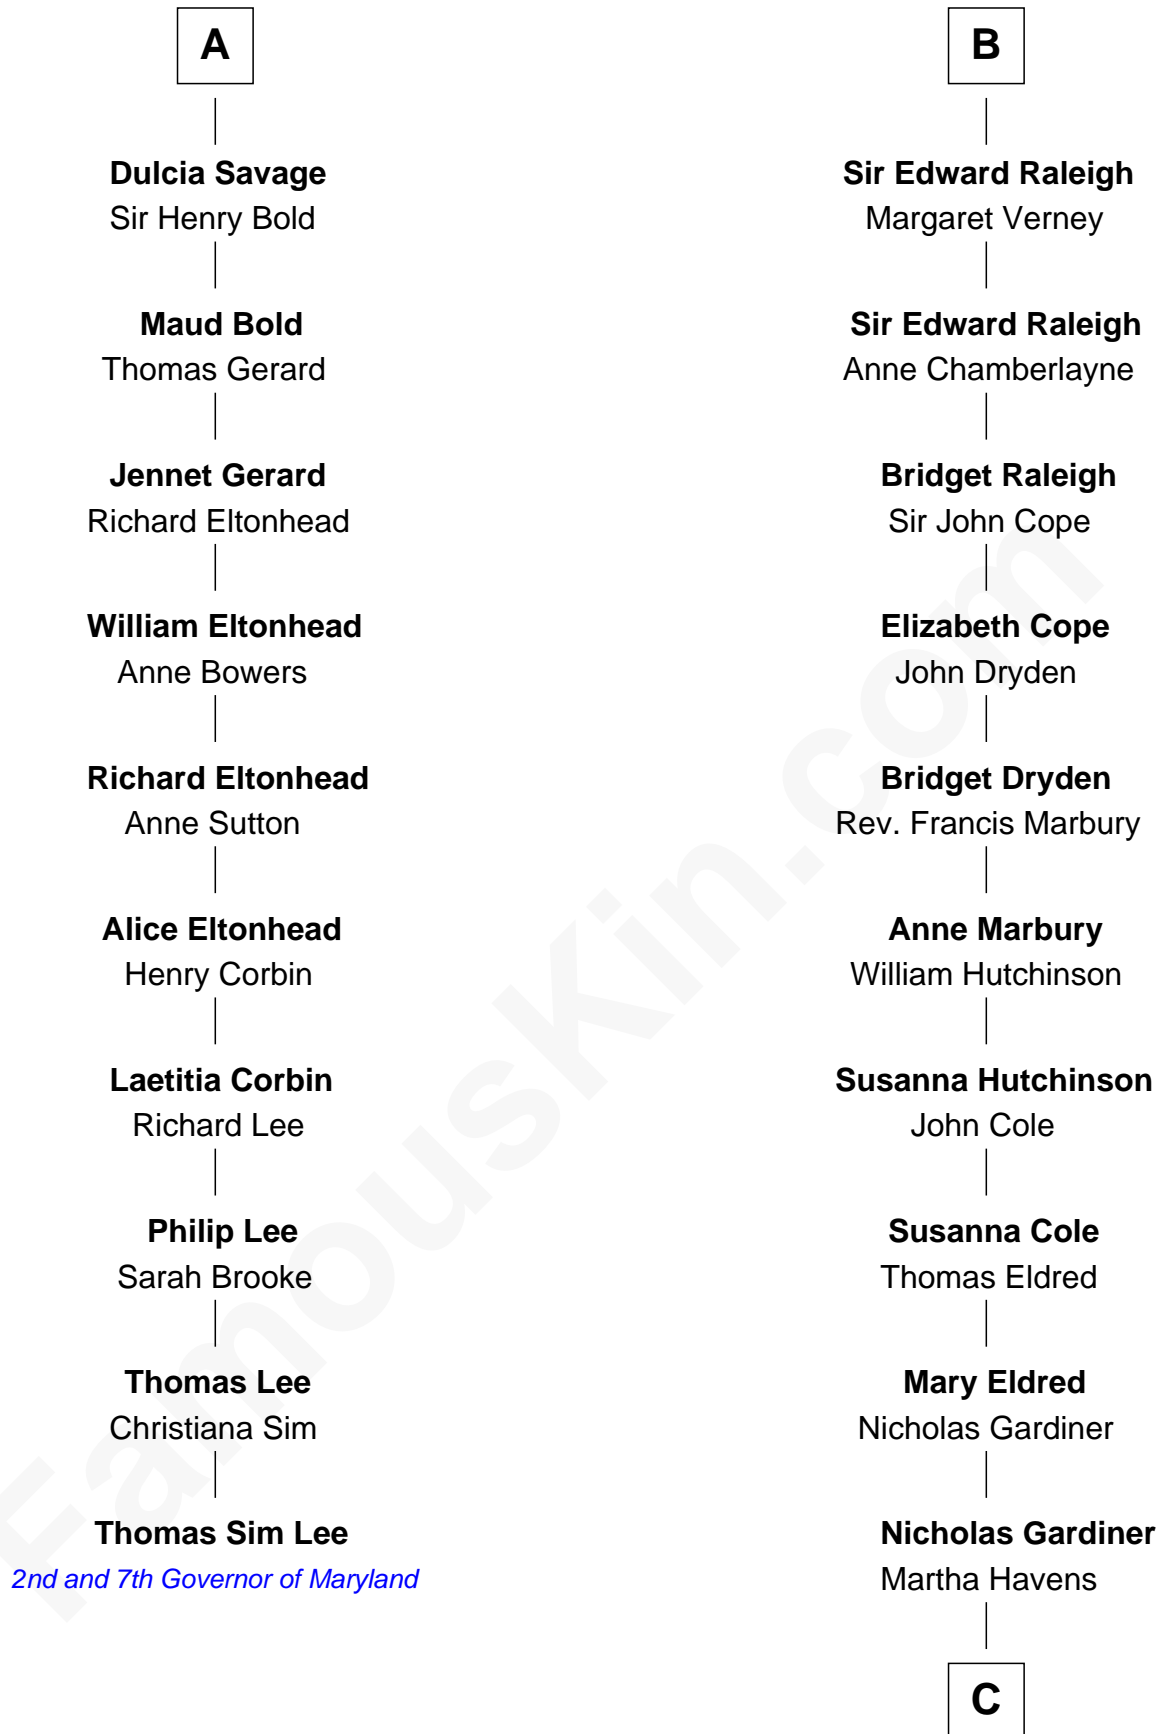 A
Dulcia Savage
Sir Henry Bold
Maud Bold
Thomas Gerard
Jennet Gerard
Richard Eltonhead
William Eltonhead
Anne Bowers
Richard Eltonhead
Anne Sutton
Alice Eltonhead
Henry Corbin
Laetitia Corbin
Richard Lee
Philip Lee
Sarah Brooke
Thomas Lee
Christiana Sim
Thomas Sim Lee
2nd and 7th Governor of Maryland
B
Sir Edward Raleigh
Margaret Verney
Sir Edward Raleigh
Anne Chamberlayne
Bridget Raleigh
Sir John Cope
Elizabeth Cope
John Dryden
Bridget Dryden
Rev. Francis Marbury
Anne Marbury
William Hutchinson
Susanna Hutchinson
John Cole
Susanna Cole
Thomas Eldred
Mary Eldred
Nicholas Gardiner
Nicholas Gardiner
Martha Havens
C
FamousKin.com